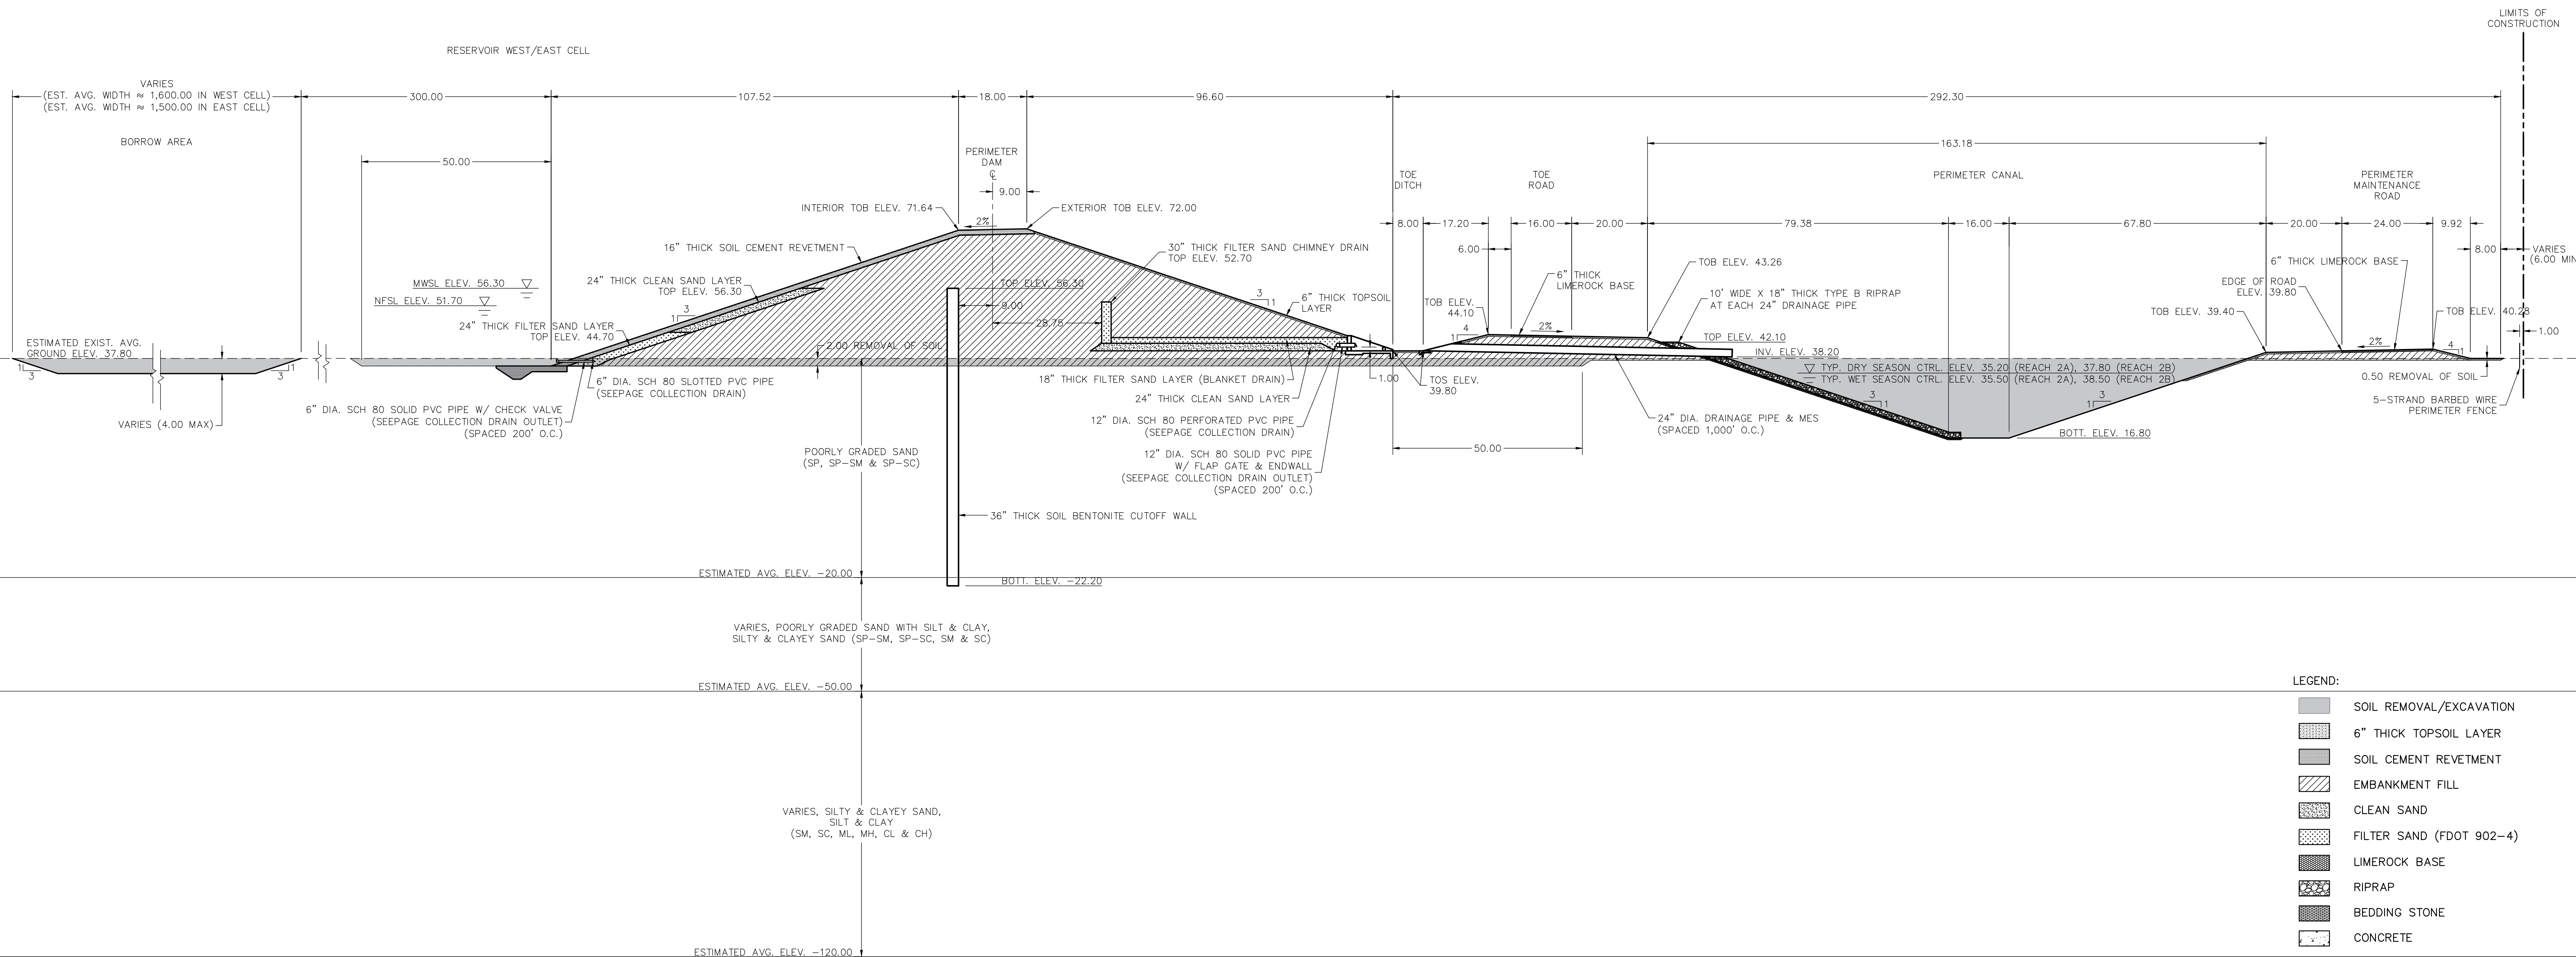 LIMITS OF
CONSTRUCTION
RESERVOIR WEST/EAST CELL
VARIES
(EST. AVG. WIDTH ≈ 1,600.00 IN WEST CELL)
(EST. AVG. WIDTH ≈ 1,500.00 IN EAST CELL)
300.00
107.52
18.00
96.60
292.30
BORROW AREA
50.00
PERIMETER
DAM
℄
9.00
163.18
TOE
DITCH
TOE
ROAD
PERIMETER CANAL
PERIMETER
MAINTENANCE
ROAD
INTERIOR TOB ELEV. 71.64
2%
EXTERIOR TOB ELEV. 72.00
8.00
17.20
16.00
20.00
79.38
16.00
67.80
20.00
24.00
9.92
6.00
8.00
VARIES
(6.00 MIN
16" THICK SOIL CEMENT REVETMENT
30" THICK FILTER SAND CHIMNEY DRAIN
TOP ELEV. 52.70
24" THICK CLEAN SAND LAYER
TOP ELEV. 56.30
MWSL ELEV. 56.30
NFSL ELEV. 51.70
TOP ELEV. 56.30
9.00
28.75
3
1
3
1
6" THICK TOPSOIL
LAYER
6" THICK
LIMEROCK BASE
TOB ELEV. 43.26
10' WIDE X 18" THICK TYPE B RIPRAP
AT EACH 24" DRAINAGE PIPE
6" THICK LIMEROCK BASE
EDGE OF ROAD
ELEV. 39.80
TOB ELEV.
44.10
4
1
2%
TOB ELEV. 39.40
TOB ELEV. 40.28
24" THICK FILTER SAND LAYER
TOP ELEV. 44.70
ESTIMATED EXIST. AVG.
GROUND ELEV. 37.80
2.00 REMOVAL OF SOIL
TOP ELEV. 42.10
INV. ELEV. 38.20
2%
4
1
1.00
1
3
1
3
TYP. DRY SEASON CTRL. ELEV. 35.20 (REACH 2A), 37.80 (REACH 2B)
TYP. WET SEASON CTRL. ELEV. 35.50 (REACH 2A), 38.50 (REACH 2B)
0.50 REMOVAL OF SOIL
6" DIA. SCH 80 SLOTTED PVC PIPE
(SEEPAGE COLLECTION DRAIN)
18" THICK FILTER SAND LAYER (BLANKET DRAIN)
1.00
TOS ELEV.
39.80
24" THICK CLEAN SAND LAYER
3
1
3
1
5-STRAND BARBED WIRE
PERIMETER FENCE
6" DIA. SCH 80 SOLID PVC PIPE W/ CHECK VALVE
(SEEPAGE COLLECTION DRAIN OUTLET)
(SPACED 200' O.C.)
VARIES (4.00 MAX)
12" DIA. SCH 80 PERFORATED PVC PIPE
(SEEPAGE COLLECTION DRAIN)
24" DIA. DRAINAGE PIPE & MES
(SPACED 1,000' O.C.)
BOTT. ELEV. 16.80
50.00
POORLY GRADED SAND
(SP, SP-SM & SP-SC)
12" DIA. SCH 80 SOLID PVC PIPE
W/ FLAP GATE & ENDWALL
(SEEPAGE COLLECTION DRAIN OUTLET)
(SPACED 200' O.C.)
36" THICK SOIL BENTONITE CUTOFF WALL
ESTIMATED AVG. ELEV. -20.00
BOTT. ELEV. -22.20
VARIES, POORLY GRADED SAND WITH SILT & CLAY,
SILTY & CLAYEY SAND (SP-SM, SP-SC, SM & SC)
ESTIMATED AVG. ELEV. -50.00
VARIES, SILTY & CLAYEY SAND,
SILT & CLAY
(SM, SC, ML, MH, CL & CH)
ESTIMATED AVG. ELEV. -120.00
LEGEND:
SOIL REMOVAL/EXCAVATION
6" THICK TOPSOIL LAYER
SOIL CEMENT REVETMENT
EMBANKMENT FILL
CLEAN SAND
FILTER SAND (FDOT 902-4)
LIMEROCK BASE
RIPRAP
BEDDING STONE
CONCRETE